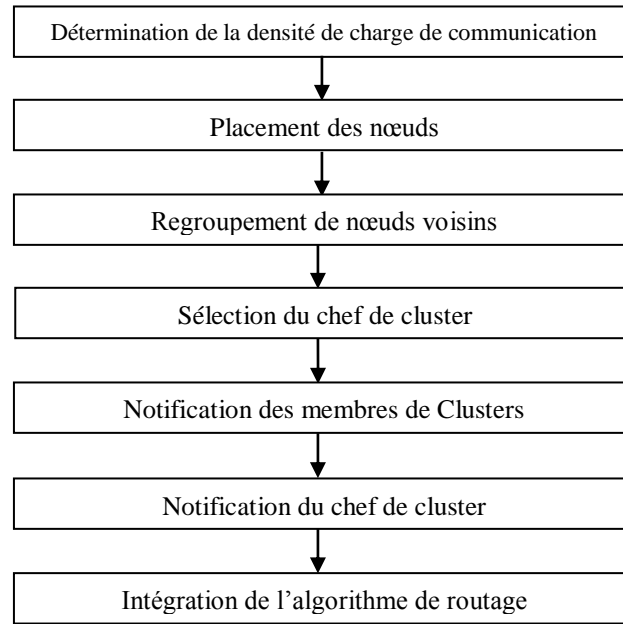 Détermination de la densité de charge de communication
Placement des nœuds
Regroupement de nœuds voisins
Sélection du chef de cluster
Notification des membres de Clusters
Notification du chef de cluster
Intégration de l’algorithme de routage